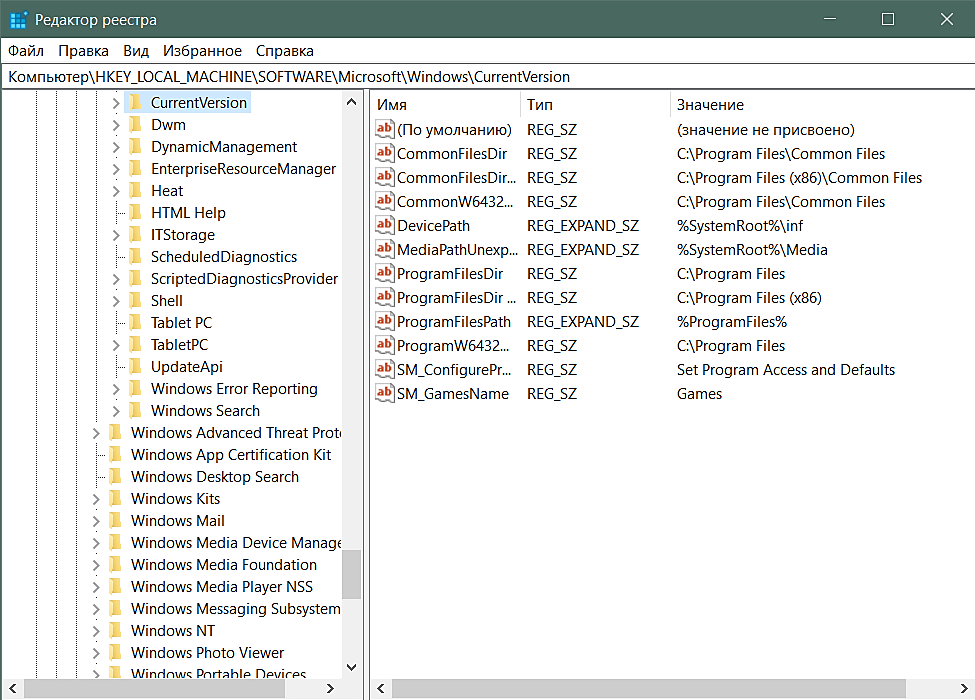 Редактор реестра
Файл Правка Вид Избранное Справка
Компьютер\HKEY_LOCAL_MACHINE\SOFTWARE\Microsoft\Windows\CurrentVersion
CurrentVersion
Dwm
DynamicManagement
EnterpriseResourceManager
Heat
HTML Help
ITStorage
ScheduledDiagnostics
ScriptedDiagnosticsProvider
Shell
Tablet PC
TabletPC
UpdateApi
Windows Error Reporting
Windows Search
Windows Advanced Threat Prote
Windows App Certification Kit
Windows Desktop Search
Windows Kits
Windows Mail
Windows Media Device Manage
Windows Media Foundation
Windows Media Player NSS
Windows Messaging Subsystem
Windows NT
Windows Photo Viewer
Windows Portable Devices
Имя Тип Значение
(По умолчанию) REG_SZ (значение не присвоено)
CommonFilesDir REG_SZ C:\Program Files\Common Files
CommonFilesDir... REG_SZ C:\Program Files (x86)\Common Files
CommonW6432... REG_SZ C:\Program Files\Common Files
DevicePath REG_EXPAND_SZ %SystemRoot%\inf
MediaPathUnexp... REG_EXPAND_SZ %SystemRoot%\Media
ProgramFilesDir REG_SZ C:\Program Files
ProgramFilesDir ... REG_SZ C:\Program Files (x86)
ProgramFilesPath REG_EXPAND_SZ %ProgramFiles%
ProgramW6432... REG_SZ C:\Program Files
SM_ConfigurePr... REG_SZ Set Program Access and Defaults
SM_GamesName REG_SZ Games